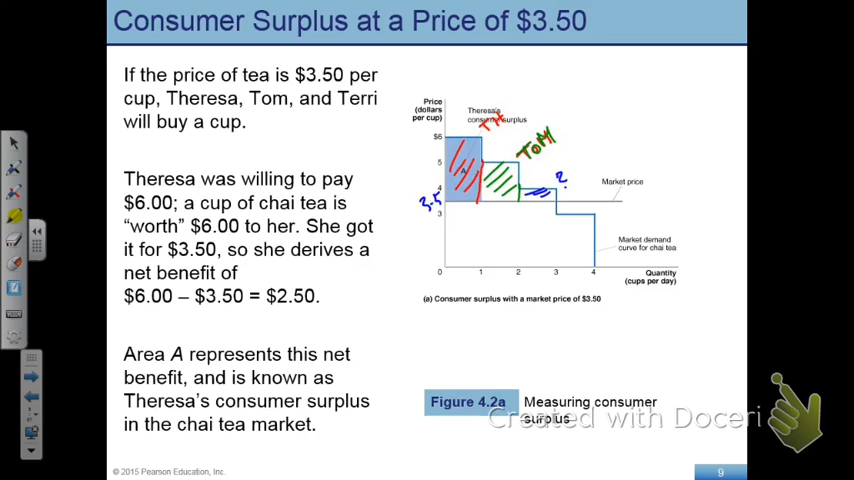 Consumer Surplus at a Price of $3.50
If the price of tea is $3.50 per
cup, Theresa, Tom, and Terri
will buy a cup.
Theresa was willing to pay
$6.00; a cup of chai tea is
“worth” $6.00 to her. She got
it for $3.50, so she derives a
net benefit of
$6.00 – $3.50 = $2.50.
Area A represents this net
benefit, and is known as
Theresa’s consumer surplus
in the chai tea market.
Price
(dollars
per cup)
Theresa's
consumer surplus
TH
TOM
$6
5
4
3.5
3
0
A
?
Market price
Market demand
curve for chai tea
1 2 3 4
Quantity
(cups per day)
(a) Consumer surplus with a market price of $3.50
Figure 4.2a Measuring consumer
surplus
Created with Doceri
© 2015 Pearson Education, Inc.
9